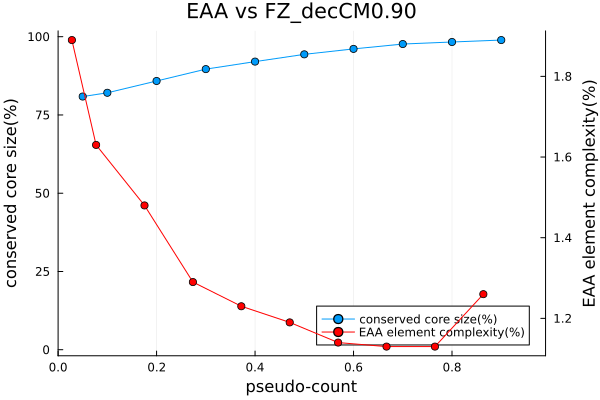 EAA vs FZ_decCM0.90
100
75
50
25
0
conserved core size(%)
1.8
1.6
1.4
1.2
EAA element complexity(%)
conserved core size(%)
EAA element complexity(%)
0.0 0.2 0.4 0.6 0.8
pseudo-count